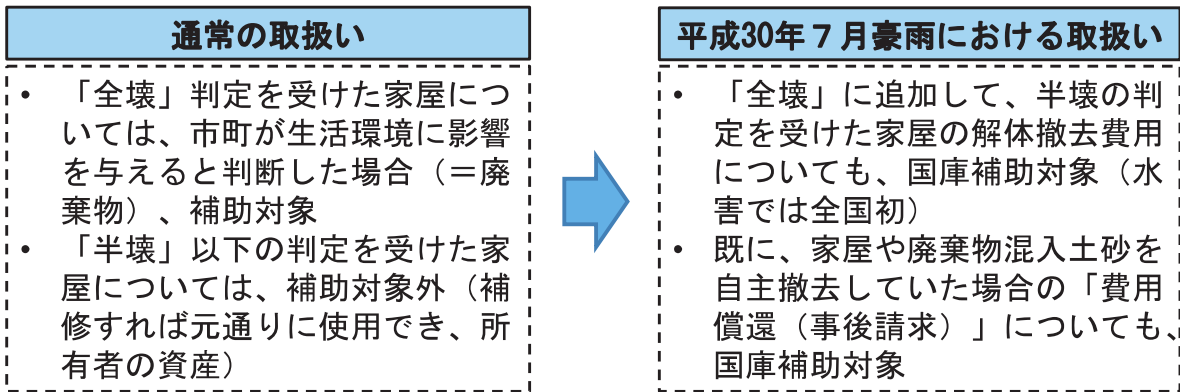 通常の取扱い
• 「全壊」判定を受けた家屋につ
いては、市町が生活環境に影響
を与えると判断した場合（＝廃
棄物）、補助対象
• 「半壊」以下の判定を受けた家
屋については、補助対象外（補
修すれば元通りに使用でき、所
有者の資産）
平成30年７月豪雨における取扱い
• 「全壊」に追加して、半壊の判
定を受けた家屋の解体撤去費用
についても、国庫補助対象（水
害では全国初）
• 既に、家屋や廃棄物混入土砂を
自主撤去していた場合の「費用
償還（事後請求）」についても、
国庫補助対象